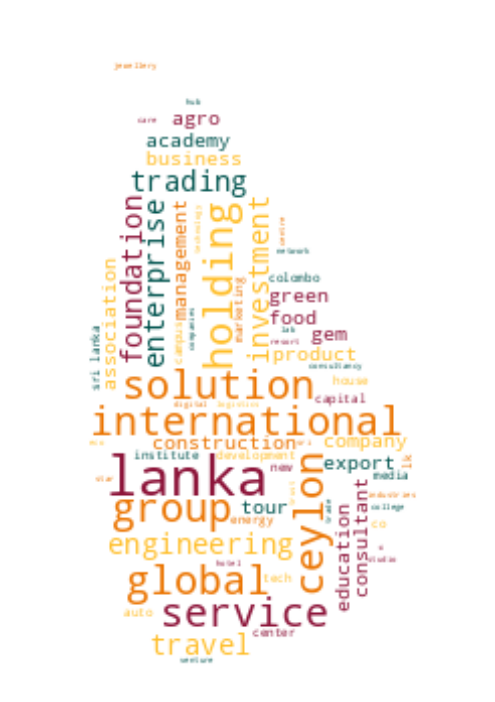 jewellery
hub
care agro
academy
business
trading
foundation
enterprise
management
technology
holding
investment
centre
network
association
campus
companies
marketing
colombo
green
food
lab
gem
resort
product
consultancy
sri lanka
solution
house
digital
logistics
capital
international
construction
company
institute
development
export
lk
lanka
new
media
star
industries
group
tour
energy
ceylon
trust
trade
college
co
engineering
education
consultant
studio
hotel
global
tech
auto
service
center
travel
venture